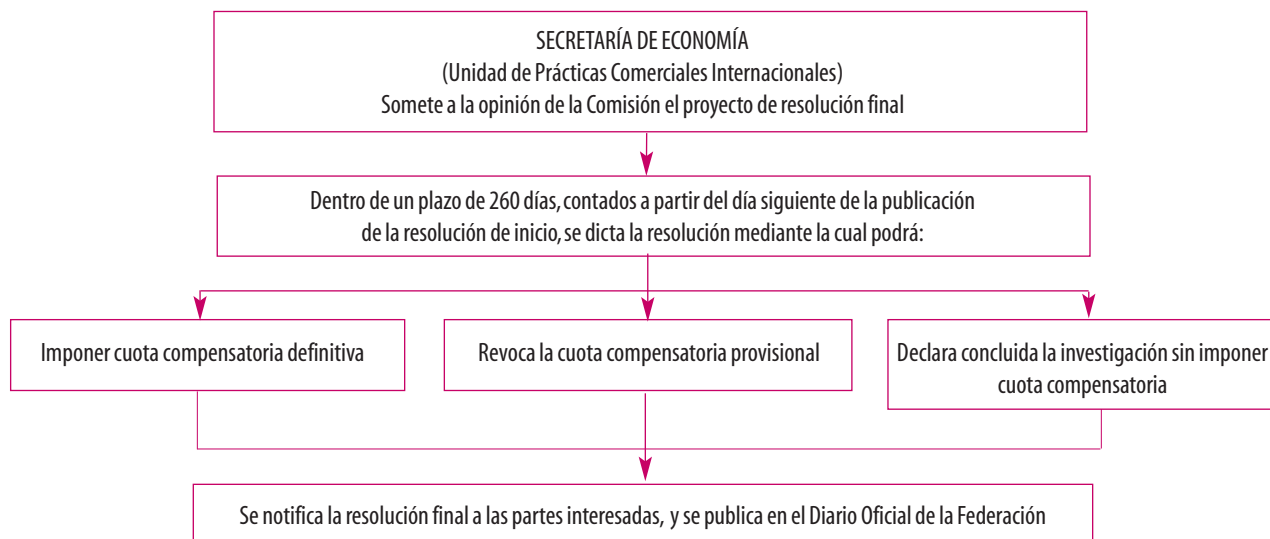 SECRETARÍA DE ECONOMÍA
(Unidad de Prácticas Comerciales Internacionales)
Somete a la opinión de la Comisión el proyecto de resolución final
Dentro de un plazo de 260 días, contados a partir del día siguiente de la publicación
de la resolución de inicio, se dicta la resolución mediante la cual podrá:
Imponer cuota compensatoria definitiva
Revoca la cuota compensatoria provisional
Declara concluida la investigación sin imponer
cuota compensatoria
Se notifica la resolución final a las partes interesadas, y se publica en el Diario Oficial de la Federación